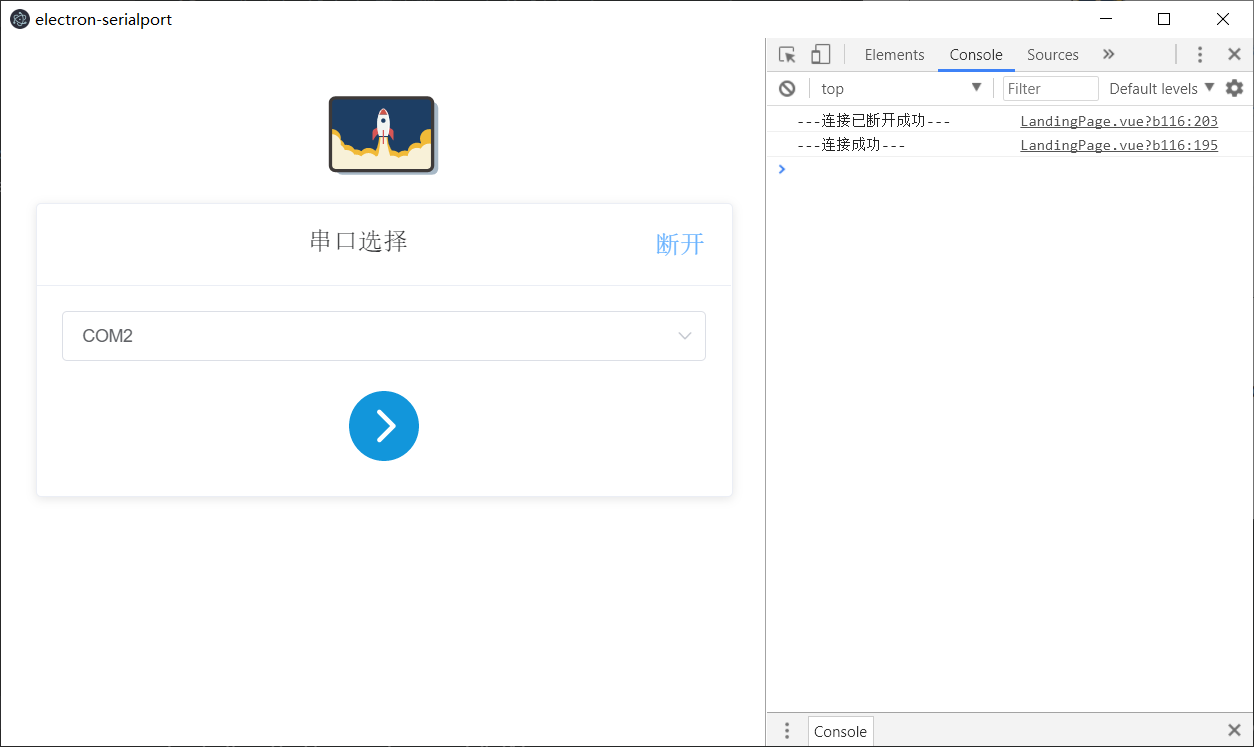 electron-serialport
串口选择
断开
COM2
Elements Console Sources
top Filter Default levels
---连接已断开成功--- LandingPage.vue?b116:203
---连接成功--- LandingPage.vue?b116:195
Console